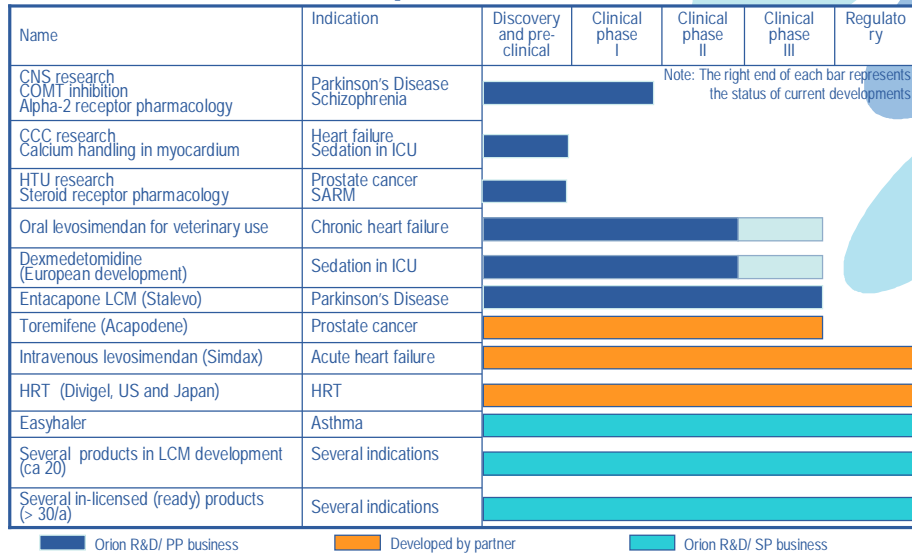 Name
Indication
Discovery
and pre-
clinical
Clinical
phase
I
Clinical
phase
II
Clinical
phase
III
Regulato
ry
CNS research
COMT inhibition
Alpha-2 receptor pharmacology
Parkinson's Disease
Schizophrenia
Note: The right end of each bar represents
the status of current developments
CCC research
Calcium handling in myocardium
Heart failure
Sedation in ICU
HTU research
Steroid receptor pharmacology
Prostate cancer
SARM
Oral levosimendan for veterinary use
Chronic heart failure
Dexmedetomidine
(European development)
Sedation in ICU
Entacapone LCM (Stalevo)
Parkinson's Disease
Toremifene (Acapodene)
Prostate cancer
Intravenous levosimendan (Simdax)
Acute heart failure
HRT (Divigel, US and Japan)
HRT
Easyhaler
Asthma
Several products in LCM development
(ca 20)
Several indications
Several in-licensed (ready) products
(> 30/a)
Several indications
Orion R&D/ PP business
Developed by partner
Orion R&D/ SP business